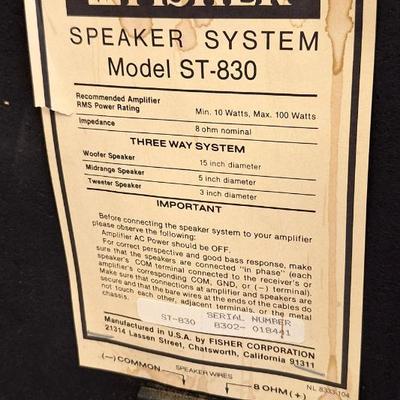 FISHER
SPEAKER SYSTEM
Model ST-830
Recommended Amplifier
RMS Power Rating Min. 10 Watts, Max. 100 Watts
Impedance 8 ohm nominal
THREE WAY SYSTEM
Woofer Speaker 15 inch diameter
Midrange Speaker 5 inch diameter
Tweeter Speaker 3 inch diameter
IMPORTANT
Before connecting the speaker system to your amplifier
please observe the following:
Amplifier AC Power should be OFF.
For correct perspective and good bass response, make
sure that the speakers are connected "in phase" (each
speaker's COM terminal connected to the receiver's or
amplifier's corresponding COM, GND, or (—) terminal).
Make sure that connections at amplifier and speakers are
secure and that the bare wires at the ends of the cables do
not touch each other, adjacent terminals, or the metal
chassis.
SERIAL NUMBER
ST-830 8302- 018441
Manufactured in U.S.A. by FISHER CORPORATION
21314 Lassen Street, Chatsworth, California 91311
NL 8333-104
(—) COMMON SPEAKER WIRES 8 OHM (+)